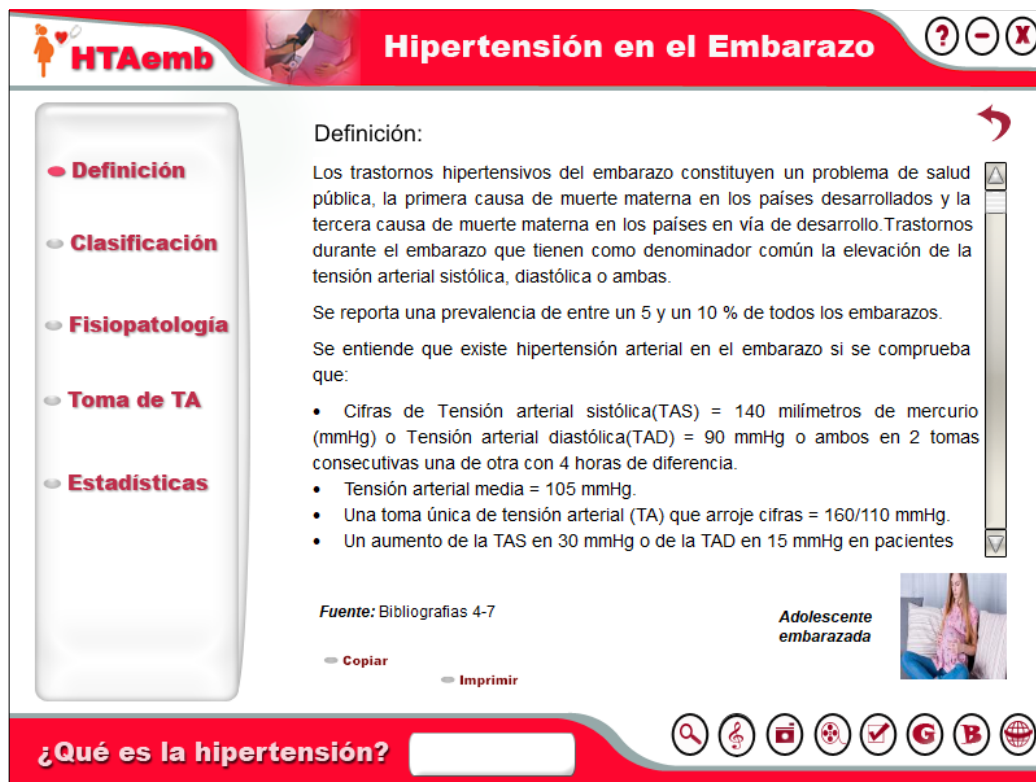 HTAemb
Hipertensión en el Embarazo
? - X
Definición
Clasificación
Fisiopatología
Toma de TA
Estadísticas
Definición:
Los trastornos hipertensivos del embarazo constituyen un problema de salud
pública, la primera causa de muerte materna en los países desarrollados y la
tercera causa de muerte materna en los países en vía de desarrollo.Trastornos
durante el embarazo que tienen como denominador común la elevación de la
tensión arterial sistólica, diastólica o ambas.
Se reporta una prevalencia de entre un 5 y un 10 % de todos los embarazos.
Se entiende que existe hipertensión arterial en el embarazo si se comprueba
que:
• Cifras de Tensión arterial sistólica(TAS) = 140 milímetros de mercurio
(mmHg) o Tensión arterial diastólica(TAD) = 90 mmHg o ambos en 2 tomas
consecutivas una de otra con 4 horas de diferencia.
• Tensión arterial media = 105 mmHg.
• Una toma única de tensión arterial (TA) que arroje cifras = 160/110 mmHg.
• Un aumento de la TAS en 30 mmHg o de la TAD en 15 mmHg en pacientes
Fuente: Bibliografias 4-7
Adolescente
embarazada
Copiar
Imprimir
¿Qué es la hipertensión?
G B